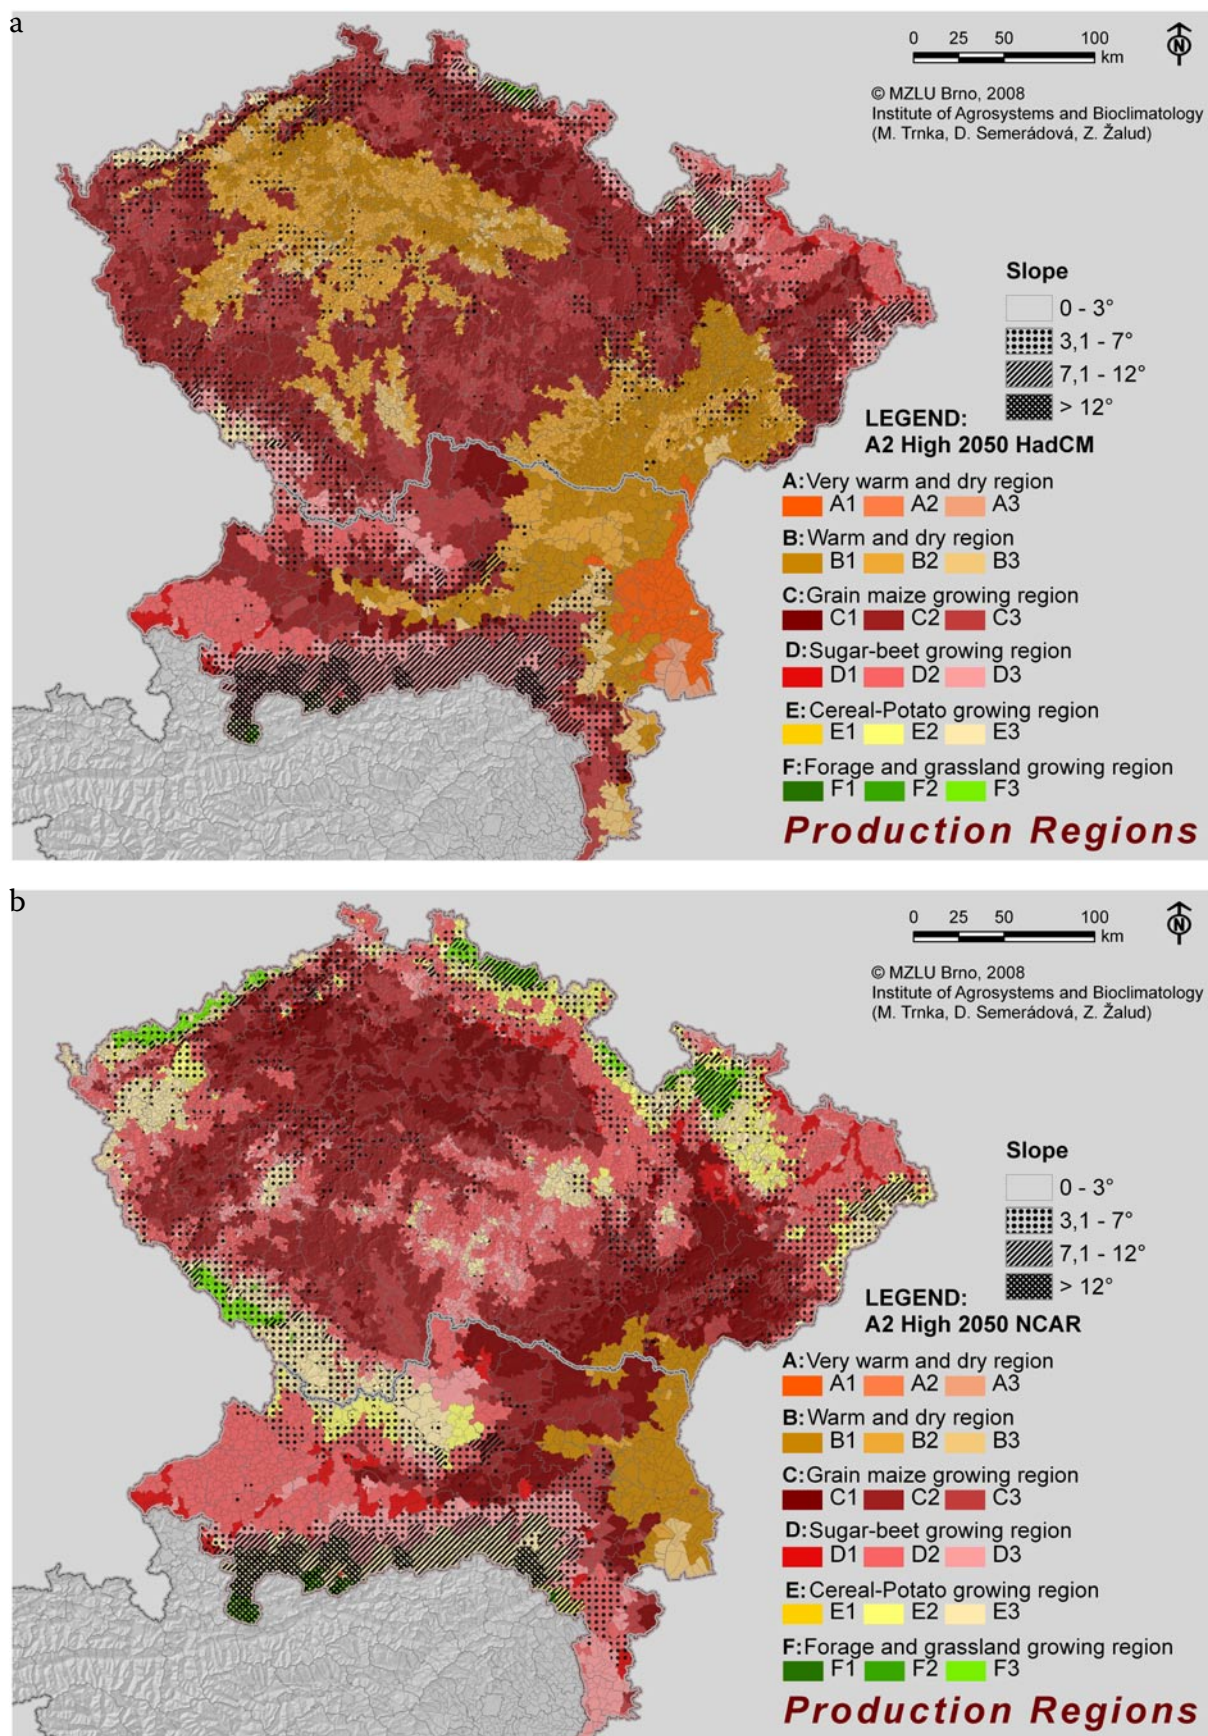 a
0 25 50 100
km
N
© MZLU Brno, 2008
Institute of Agrosystems and Bioclimatology
(M. Trnka, D. Semerádová, Z. Žalud)
Slope
0 - 3°
3,1 - 7°
7,1 - 12°
> 12°
LEGEND:
A2 High 2050 HadCM
A: Very warm and dry region
A1 A2 A3
B: Warm and dry region
B1 B2 B3
C: Grain maize growing region
C1 C2 C3
D: Sugar-beet growing region
D1 D2 D3
E: Cereal-Potato growing region
E1 E2 E3
F: Forage and grassland growing region
F1 F2 F3
Production Regions
b
0 25 50 100
km
N
© MZLU Brno, 2008
Institute of Agrosystems and Bioclimatology
(M. Trnka, D. Semerádová, Z. Žalud)
Slope
0 - 3°
3,1 - 7°
7,1 - 12°
> 12°
LEGEND:
A2 High 2050 NCAR
A: Very warm and dry region
A1 A2 A3
B: Warm and dry region
B1 B2 B3
C: Grain maize growing region
C1 C2 C3
D: Sugar-beet growing region
D1 D2 D3
E: Cereal-Potato growing region
E1 E2 E3
F: Forage and grassland growing region
F1 F2 F3
Production Regions